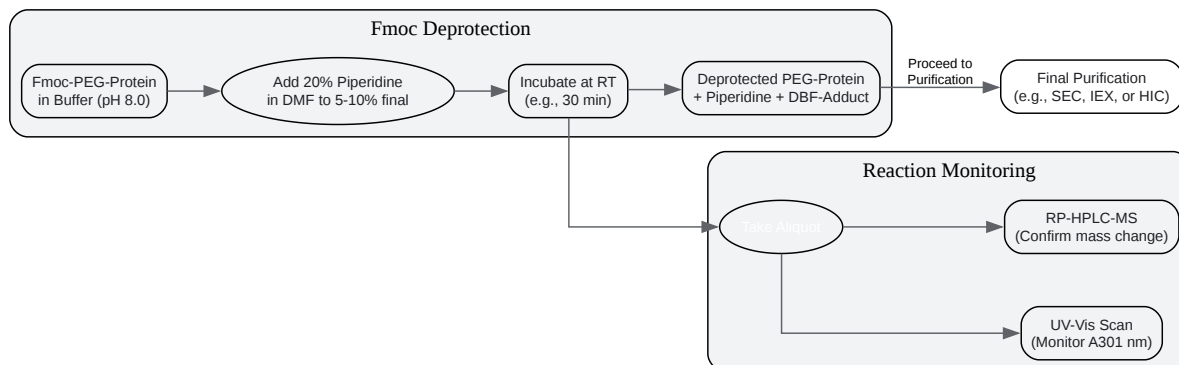 Fmoc Deprotection
Fmoc-PEG-Protein
in Buffer (pH 8.0)
Add 20% Piperidine
in DMF to 5-10% final
Incubate at RT
(e.g., 30 min)
Deprotected PEG-Protein
+ Piperidine + DBF-Adduct
Proceed to
Purification
Final Purification
(e.g., SEC, IEX, or HIC)
Reaction Monitoring
Take Aliquot
RP-HPLC-MS
(Confirm mass change)
UV-Vis Scan
(Monitor A301 nm)